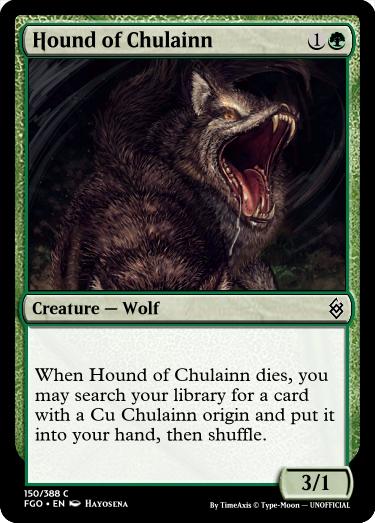 Hound of Chulainn 1
Creature — Wolf
When Hound of Chulainn dies, you
may search your library for a card
with a Cu Chulainn origin and put it
into your hand, then shuffle.
3/1
150/388 C
FGO • EN Hayosena
By TimeAxis © Type-Moon — UNOFFICIAL